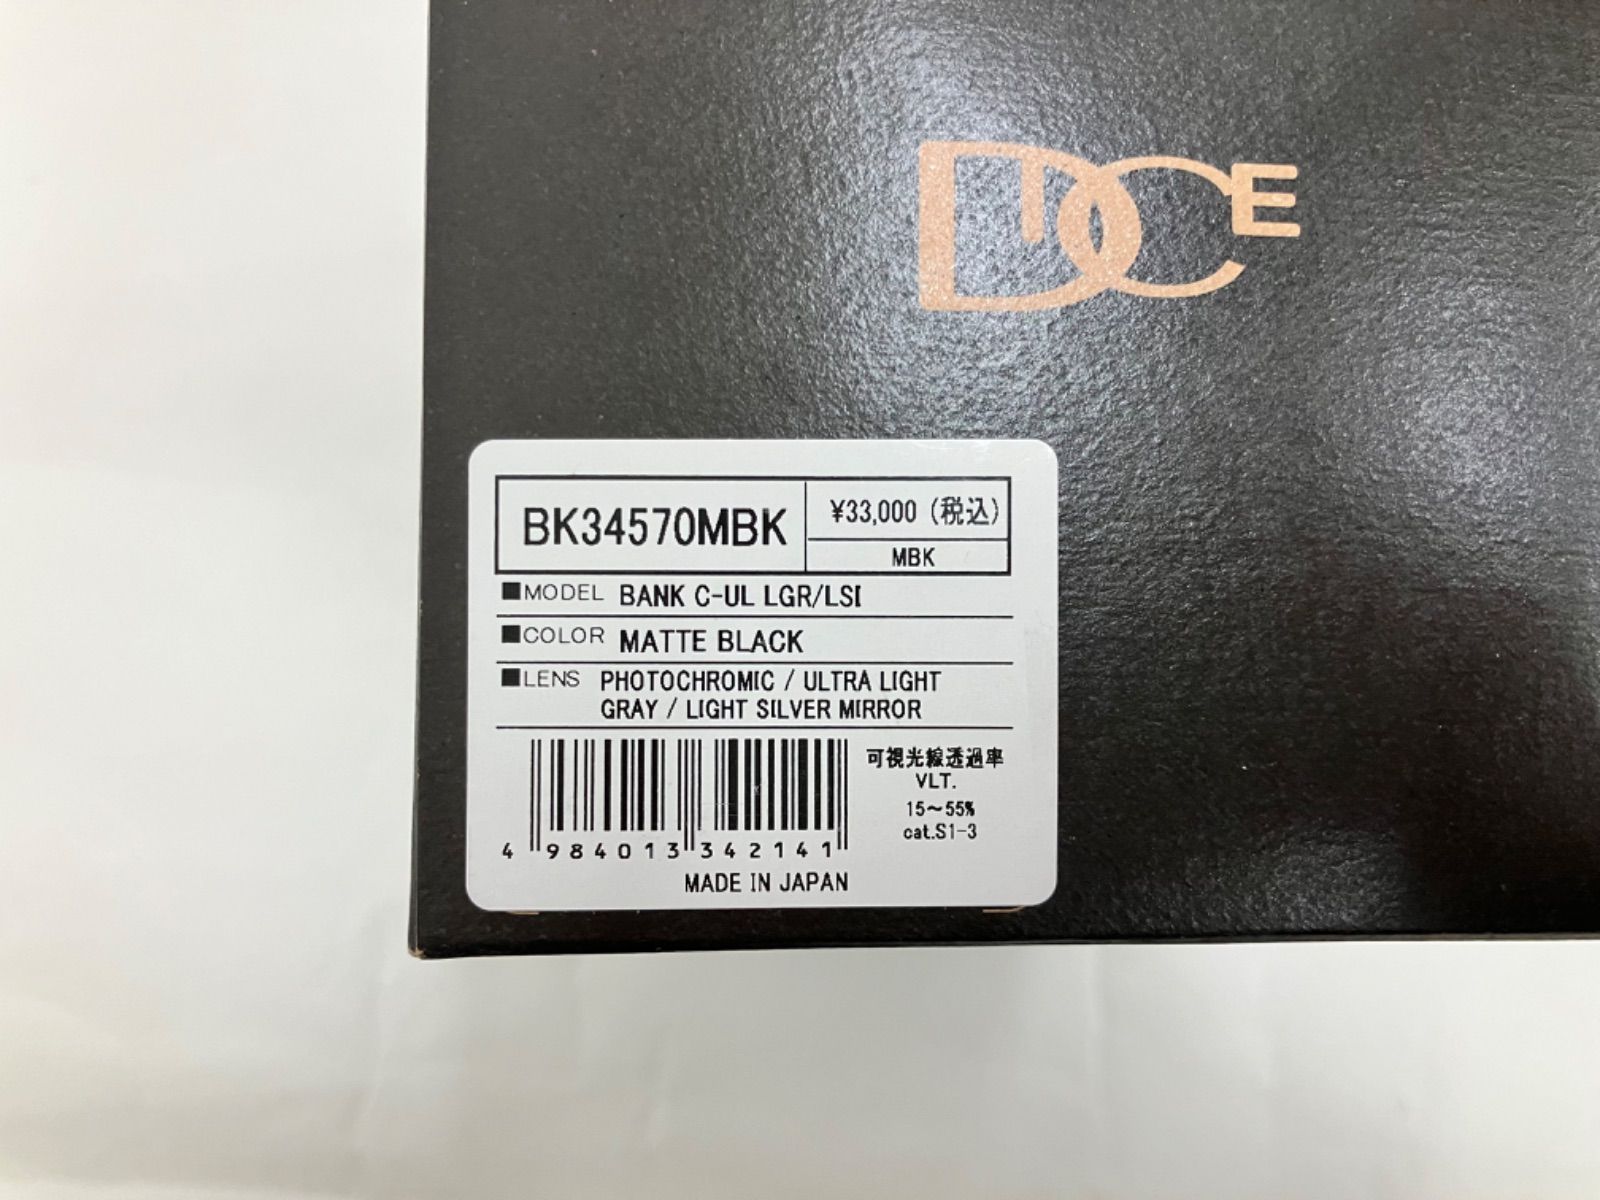 DICE
BK34570MBK
¥33,000（税込）
MBK
■MODEL BANK C-UL LGR/LSI
■COLOR MATTE BLACK
■LENS PHOTOCHROMIC / ULTRA LIGHT
GRAY / LIGHT SILVER MIRROR
可視光線透過率
VLT.
15～55%
cat.S1-3
4 984013 342141
MADE IN JAPAN